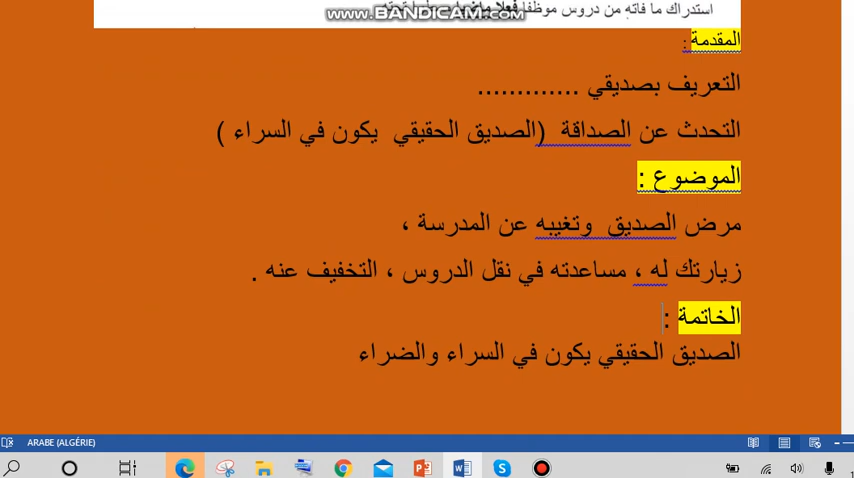 استدراك ما فاته من دروس موظفا فعلا
WWW.BANDICAM.COM
المقدمة :
التعريف بصديقي .............
التحدث عن الصداقة (الصديق الحقيقي يكون في السراء )
الموضوع :
مرض الصديق وتغيبه عن المدرسة ،
زيارتك له ، مساعدته في نقل الدروس ، التخفيف عنه .
الخاتمة :
الصديق الحقيقي يكون في السراء والضراء
ARABE (ALGÉRIE)